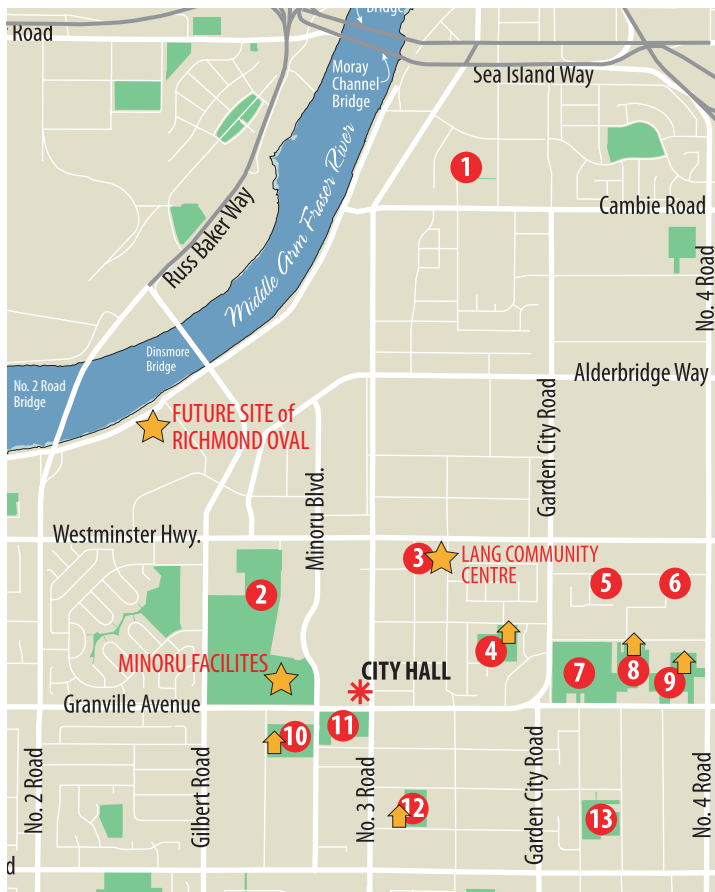 Bridge
Road
Moray
Channel
Bridge
Sea Island Way
1
Middle Arm Fraser River
Cambie Road
Russ Baker Way
No. 4 Road
Dinsmore
Bridge
No. 2 Road
Bridge
Alderbridge Way
FUTURE SITE of
RICHMOND OVAL
Garden City Road
Minoru Blvd.
Westminster Hwy.
3
LANG COMMUNITY
CENTRE
2
5
6
4
MINORU FACILITES
CITY HALL
7
8
9
Granville Avenue
10
11
No. 2 Road
Gilbert Road
No. 3 Road
12
Garden City Road
13
No. 4 Road
d